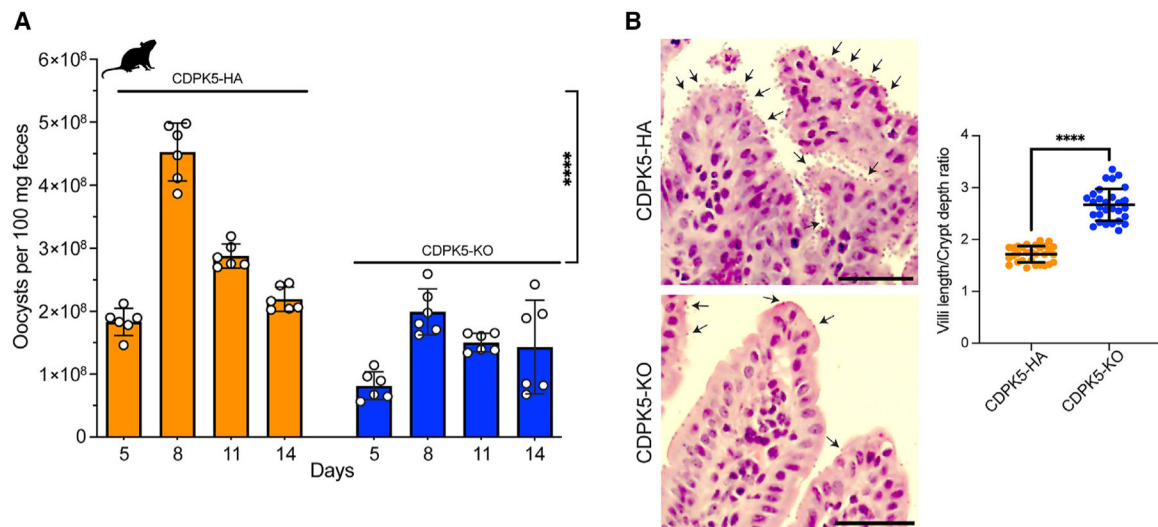 A
6×10⁸
5×10⁸
4×10⁸
3×10⁸
2×10⁸
1×10⁸
0
Oocysts per 100 mg feces
CDPK5-HA
CDPK5-KO
****
5 8 11 14 5 8 11 14
Days
B
CDPK5-HA
CDPK5-KO
Villi length/Crypt depth ratio
4
3
2
1
0
****
CDPK5-HA
CDPK5-KO